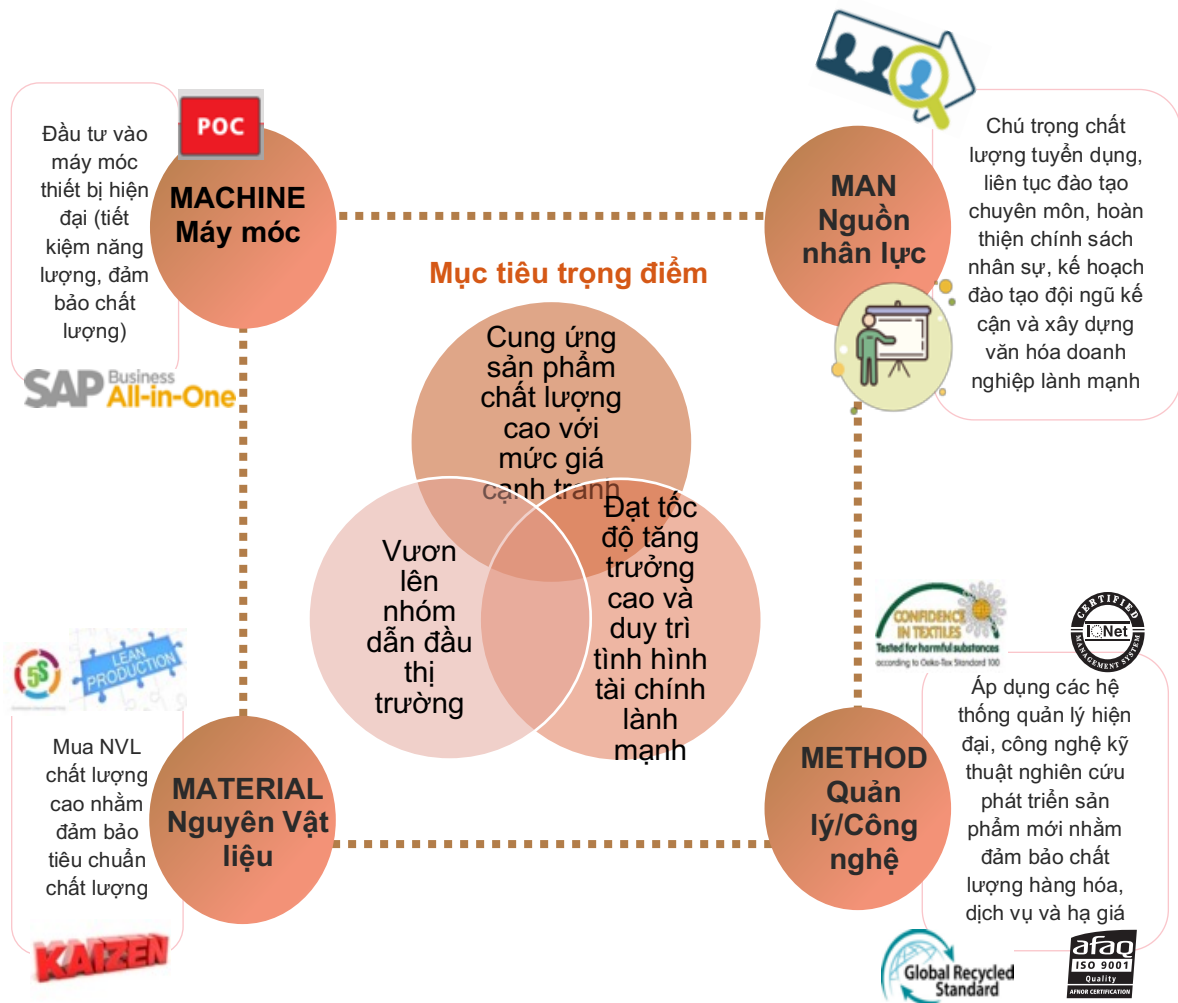 POC
Đầu tư vào
máy móc
thiết bị hiện
đại (tiết
kiệm năng
lượng, đảm
bảo chất
lượng)
MACHINE
Máy móc
SAP Business
All-in-One
MAN
Nguồn
nhân lực
Chú trọng chất
lượng tuyển dụng,
liên tục đào tạo
chuyên môn, hoàn
thiện chính sách
nhân sự, kế hoạch
đào tạo đội ngũ kế
cận và xây dựng
văn hóa doanh
nghiệp lành mạnh
Mục tiêu trọng điểm
Cung ứng
sản phẩm
chất lượng
cao với
mức giá
cạnh tranh
Vươn
lên
nhóm
dẫn đầu
thị
trường
Đạt tốc
độ tăng
trưởng
cao và
duy trì
tình hình
tài chính
lành
mạnh
5S
LEAN
PRODUCTION
Mua NVL
chất lượng
cao nhằm
đảm bảo
tiêu chuẩn
chất lượng
MATERIAL
Nguyên Vật
liệu
KAIZEN
CONFIDENCE
IN TEXTILES
Tested for harmful substances
according to Oeko-Tex Standard 100
CERTIFIED
IQNet
MANAGEMENT SYSTEM
METHOD
Quản
lý/Công
nghệ
Áp dụng các hệ
thống quản lý hiện
đại, công nghệ kỹ
thuật nghiên cứu
phát triển sản
phẩm mới nhằm
đảm bảo chất
lượng hàng hóa,
dịch vụ và hạ giá
Global Recycled
Standard
afaq
ISO 9001
Quality
AFNOR CERTIFICATION